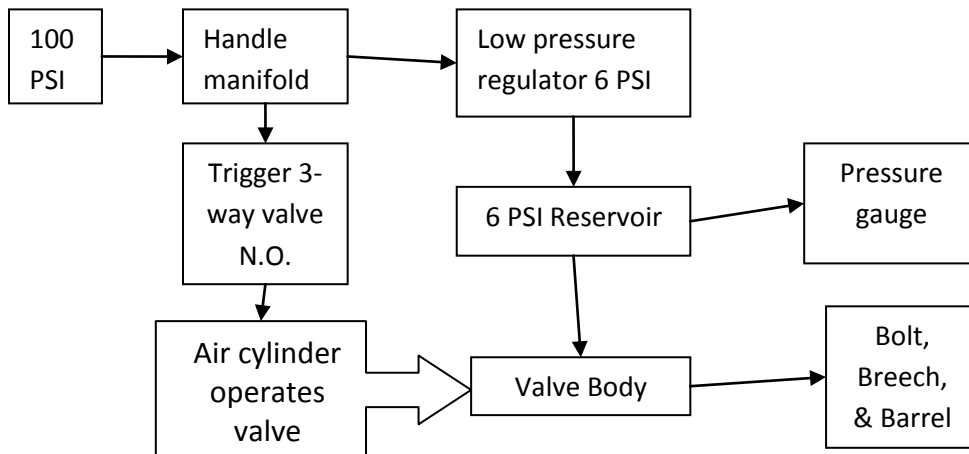 100
PSI
Handle
manifold
Low pressure
regulator 6 PSI
Trigger 3-
way valve
N.O.
6 PSI Reservoir
Pressure
gauge
Air cylinder
operates
valve
Valve Body
Bolt,
Breech,
& Barrel